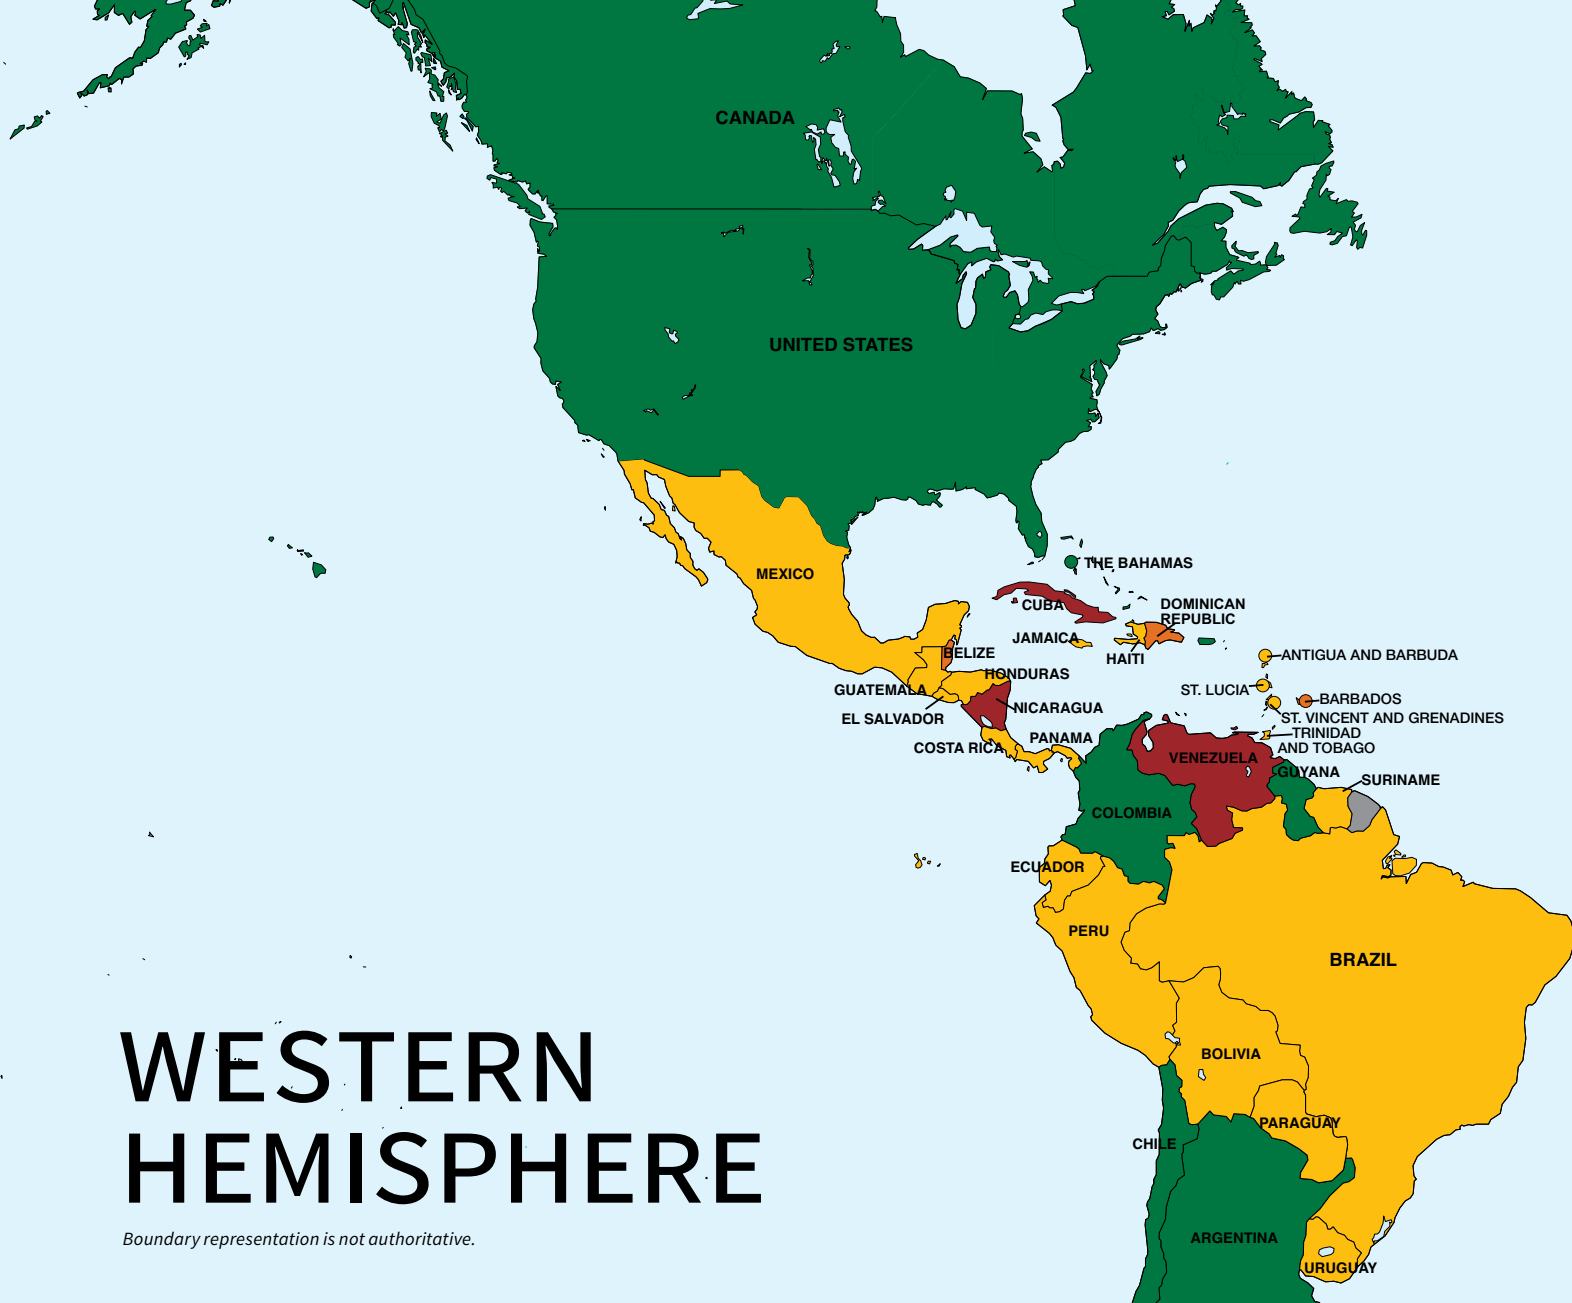 CANADA
UNITED STATES
MEXICO
THE BAHAMAS
CUBA
DOMINICAN
REPUBLIC
JAMAICA
HAITI
BELIZE
ANTIGUA AND BARBUDA
HONDURAS
GUATEMALA
ST. LUCIA
BARBADOS
NICARAGUA
EL SALVADOR
ST. VINCENT AND GRENADINES
TRINIDAD
AND TOBAGO
PANAMA
COSTA RICA
VENEZUELA
GUYANA
SURINAME
COLOMBIA
ECUADOR
PERU
BRAZIL
BOLIVIA
PARAGUAY
CHILE
ARGENTINA
URUGUAY
WESTERN
HEMISPHERE
Boundary representation is not authoritative.